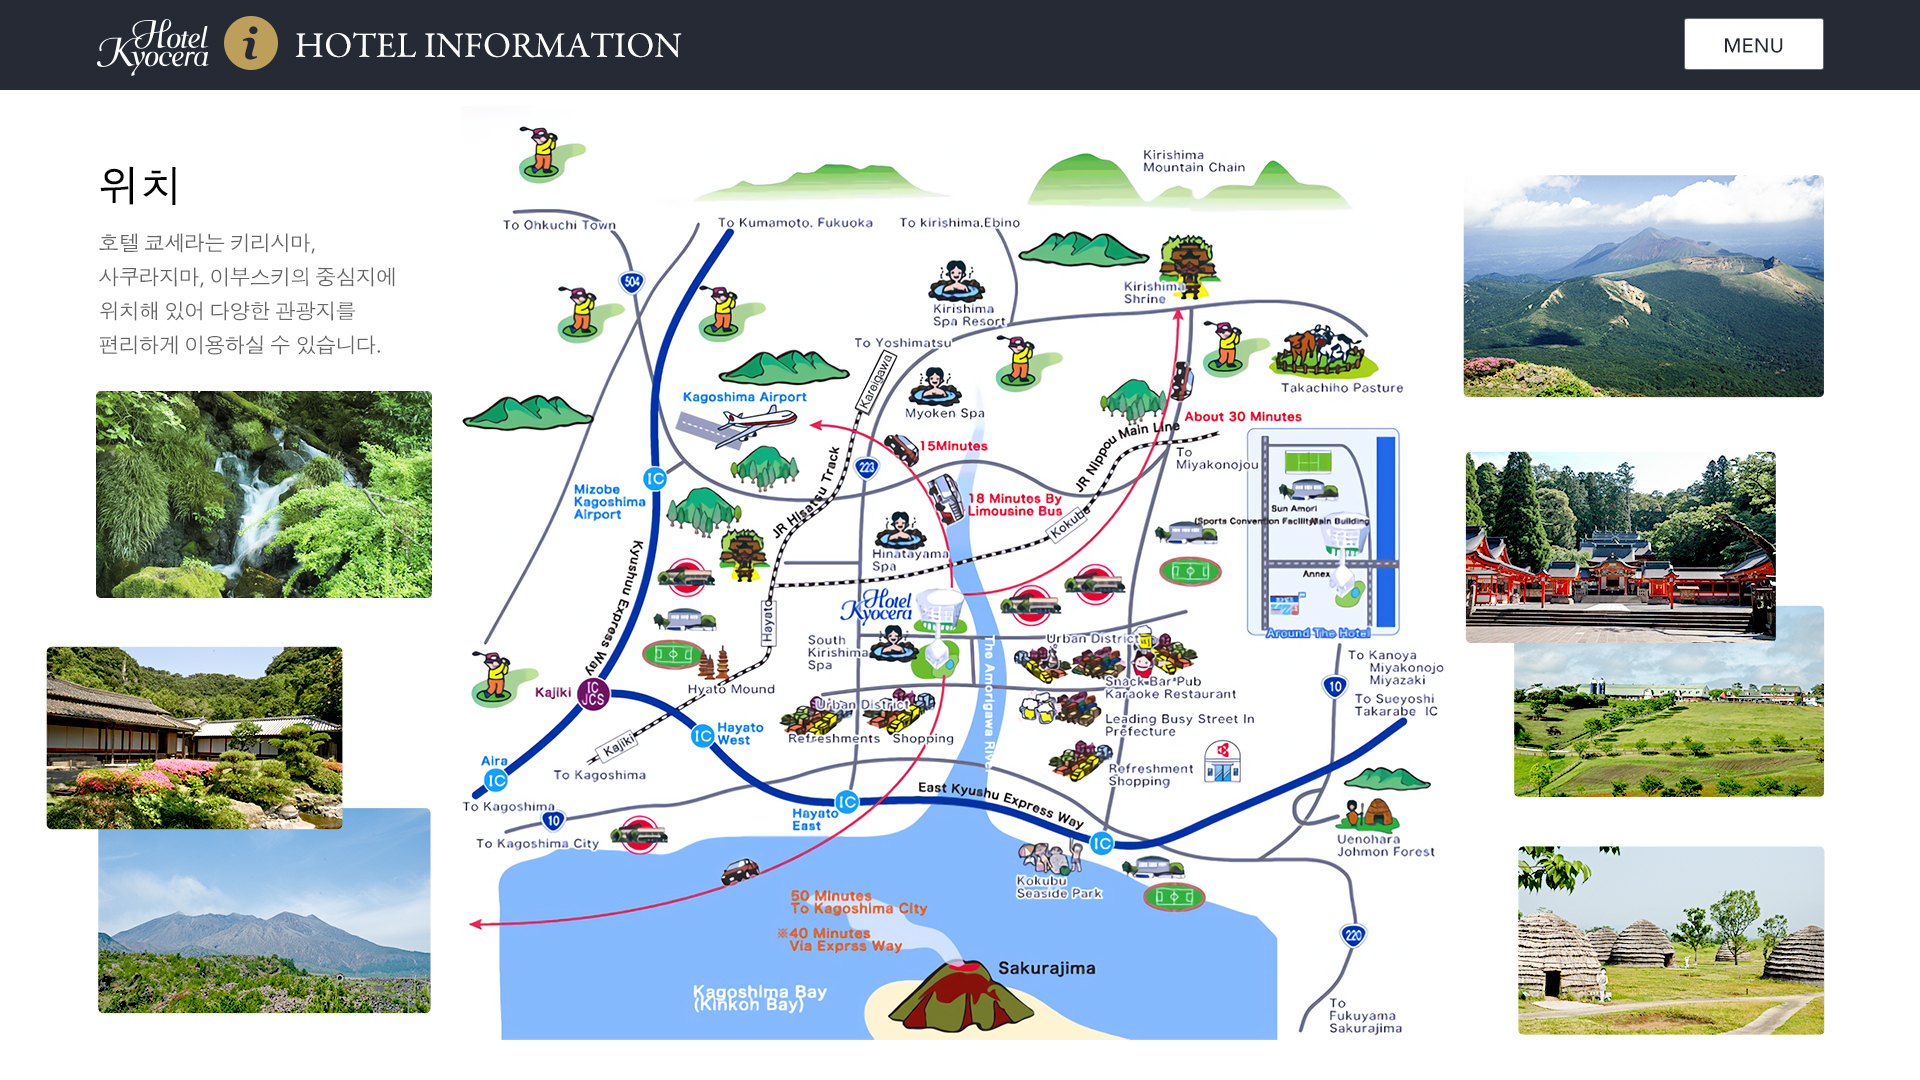 Hotel Kyocera
i
HOTEL INFORMATION
MENU
위치
호텔 쿄세라는 키리시마,
사쿠라지마, 이부스키의 중심지에
위치해 있어 다양한 관광지를
편리하게 이용하실 수 있습니다.
Kirishima
Mountain Chain
To Ohkuchi Town
To Kumamoto. Fukuoka
To kirishima.Ebino
504
Kirishima
Spa Resort
Kirishima
Shrine
To Yoshimatsu
Kareigawa
Takachiho Pasture
Kagoshima Airport
Myoken Spa
About 30 Minutes
JR Nippou Main Line
To
Miyakonojou
15Minutes
223
IC
Mizobe
Kagoshima
Airport
JR Hisatsu Track
18 Minutes By
Limousine Bus
Kokubu
Sun Amori
(Sports Convention Facility)
Main Building
Annex
Around The Hotel
Hinatayama
Spa
Kyushu Express Way
Hayato
Hotel Kyocera
South
Kirishima
Spa
The Amorigawa River
Urban District
Snack Bar*Pub
Karaoke Restaurant
Leading Busy Street In
Prefecture
Refreshment
Shopping
To Kanoya
Miyakonojo
Miyazaki
10
To Sueyoshi
Takarabe IC
Kajiki
IC
JCS
Hyato Mound
Urban District
Refreshments
Shopping
IC
Hayato
West
Kajiki
To Kagoshima
Aira
IC
To Kagoshima
10
To Kagoshima City
IC
Hayato
East
East Kyushu Express Way
IC
Kokubu
Seaside Park
Uenohara
Johmon Forest
50 Minutes
To Kagoshima City
※40 Minutes
Via Exprss Way
220
Sakurajima
Kagoshima Bay
(Kinkoh Bay)
To
Fukuyama
Sakurajima